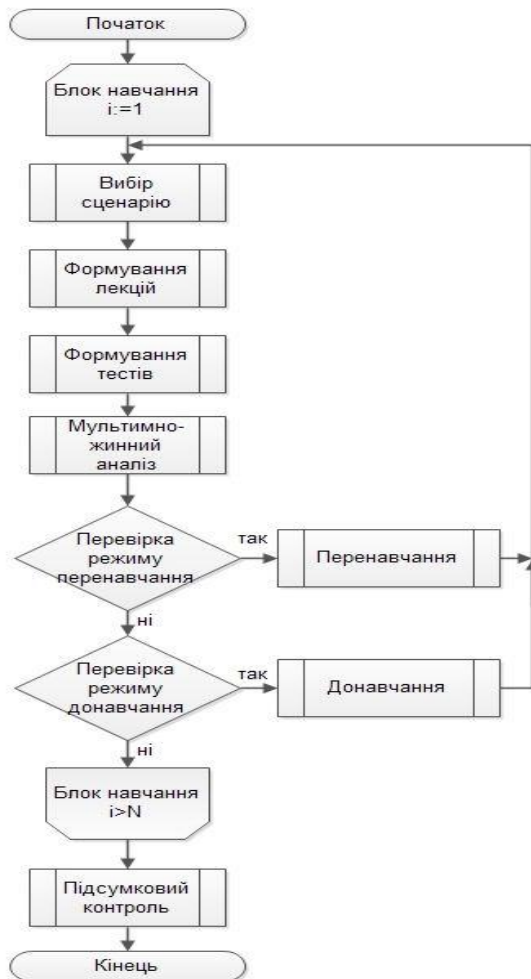 Початок
Блок навчання
i:=1
Вибір
сценарію
Формування
лекцій
Формування
тестів
Мультимно-
жинний
аналіз
Перевірка
режиму
перенавчання
так
Перенавчання
ні
Перевірка
режиму
донавчання
так
Донавчання
ні
Блок навчання
i>N
Підсумковий
контроль
Кінець